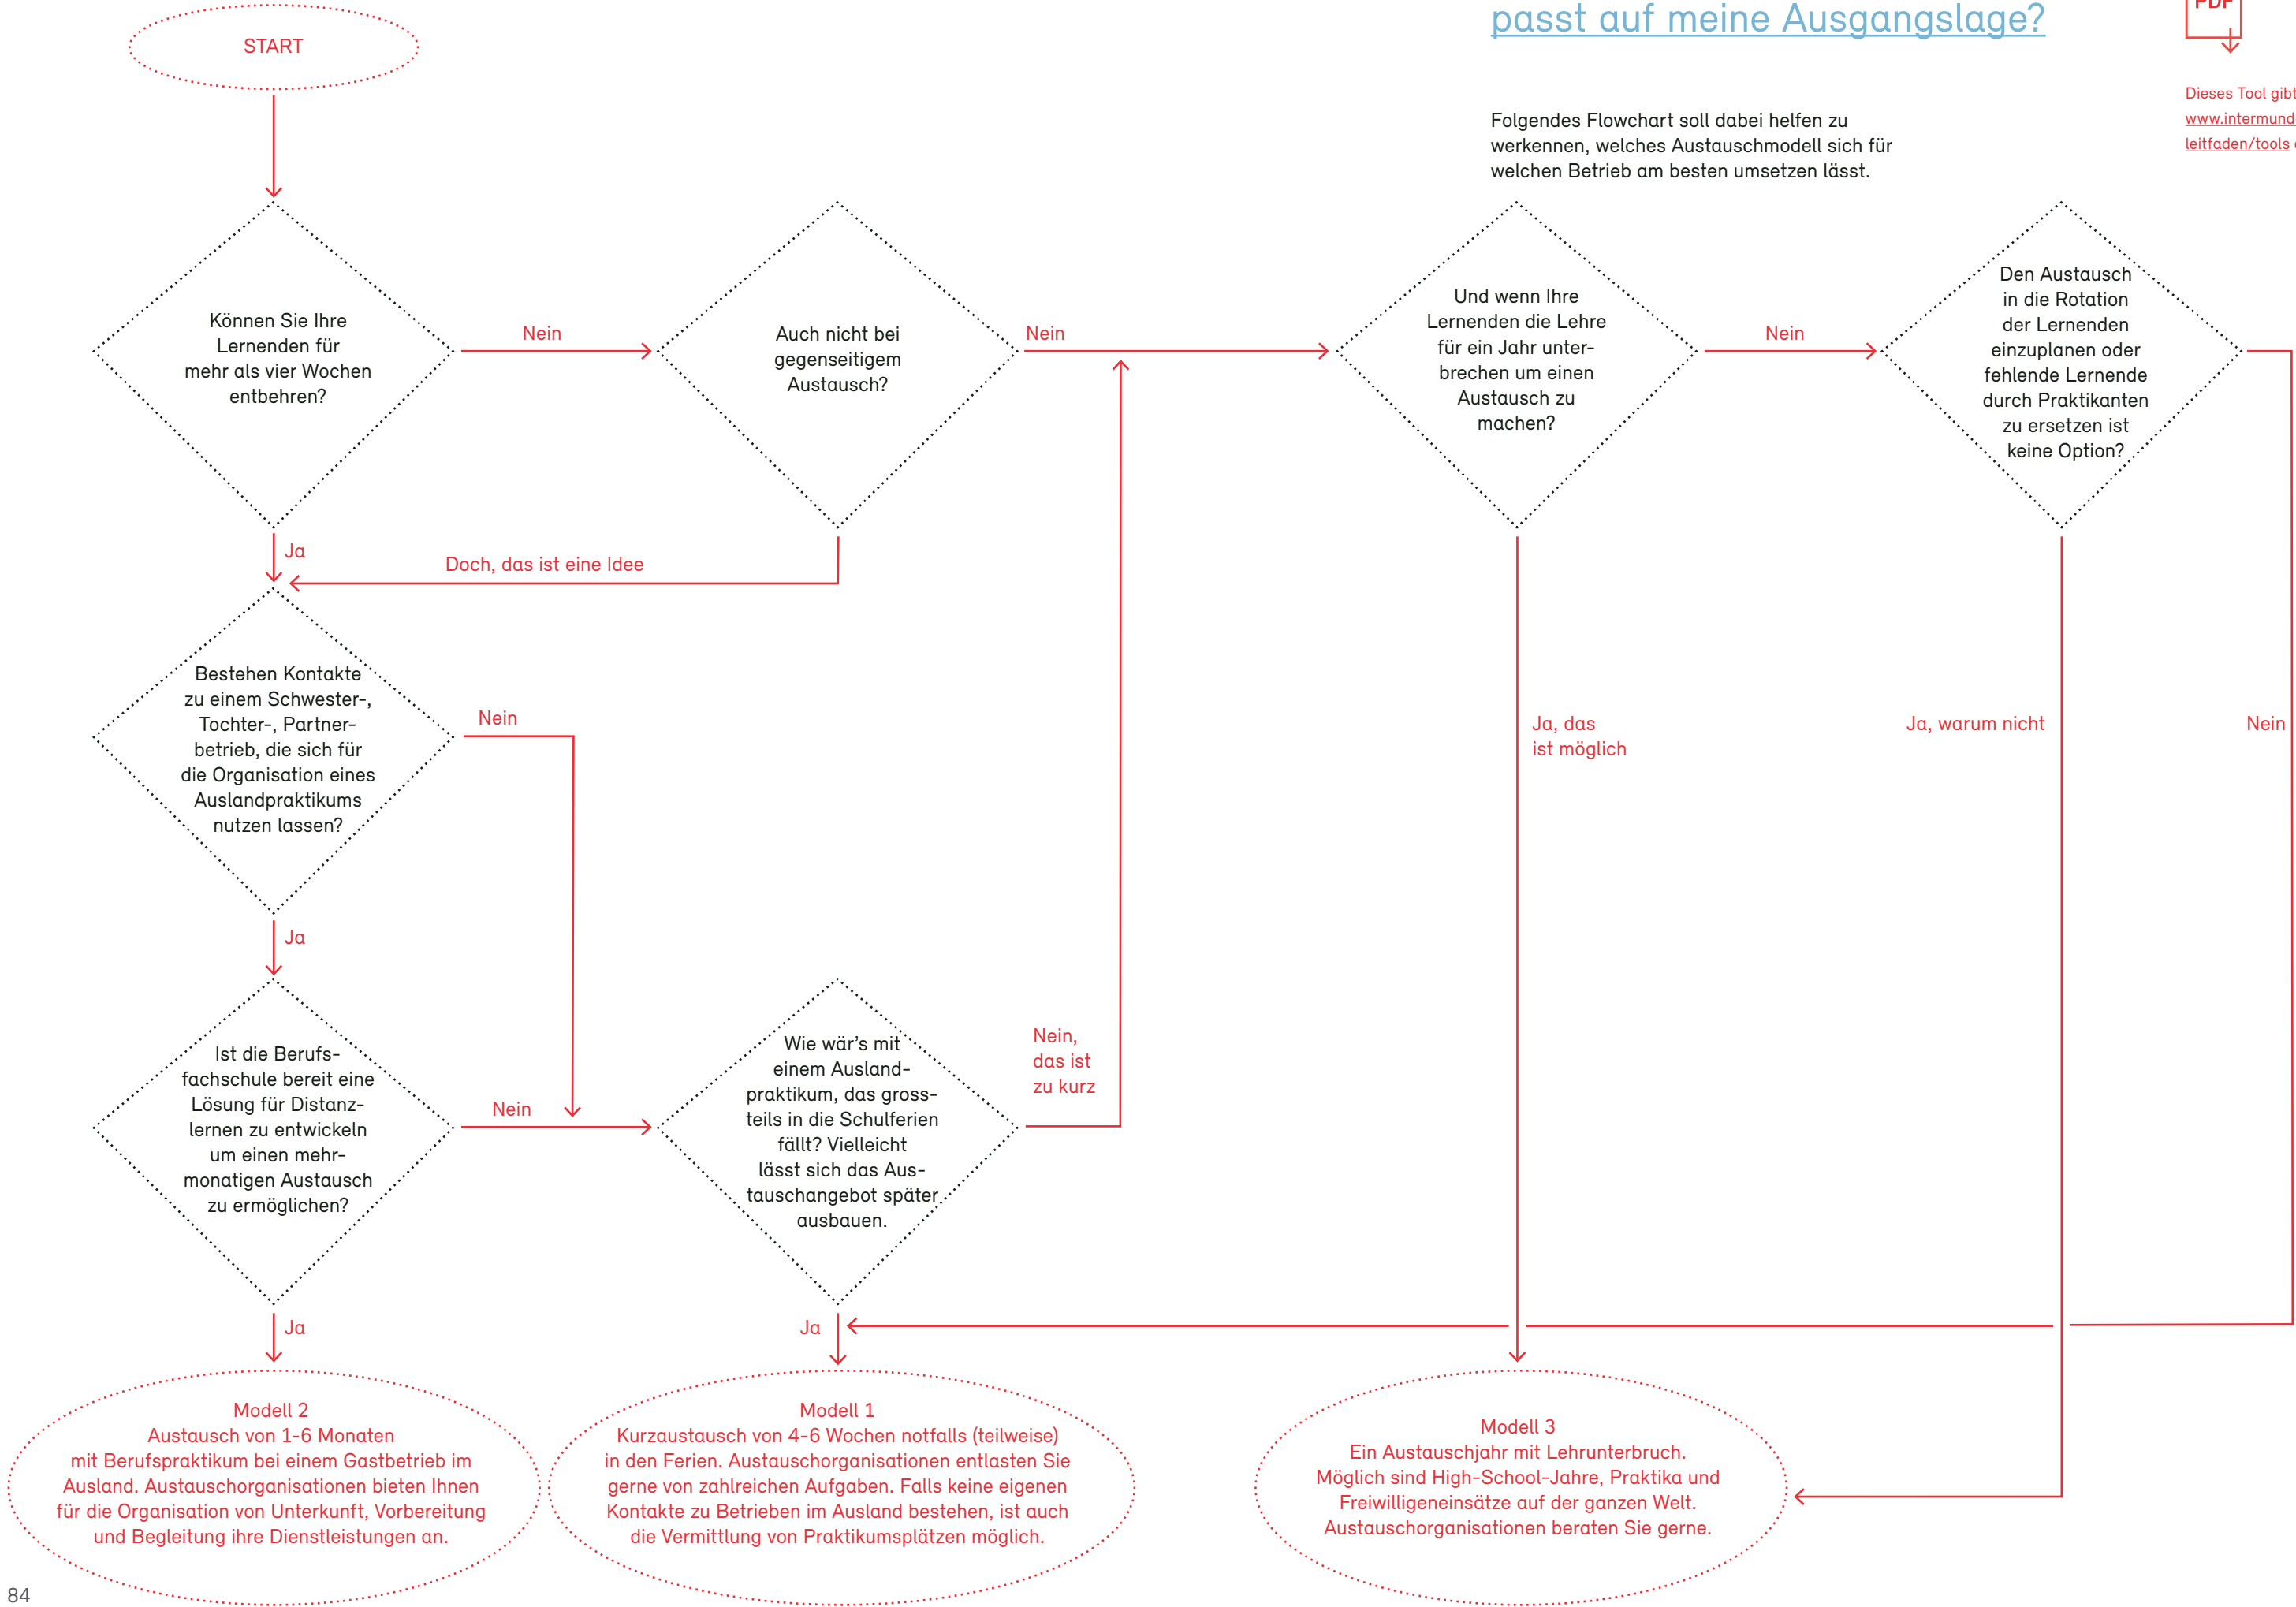 passt auf meine Ausgangslage?
PDF
Dieses Tool gibt
www.intermund
leitfaden/tools
Folgendes Flowchart soll dabei helfen zu
werkennen, welches Austauschmodell sich für
welchen Betrieb am besten umsetzen lässt.
START
Können Sie Ihre
Lernenden für
mehr als vier Wochen
entbehren?
Nein
Auch nicht bei
gegenseitigem
Austausch?
Nein
Und wenn Ihre
Lernenden die Lehre
für ein Jahr unter-
brechen um einen
Austausch zu
machen?
Nein
Den Austausch
in die Rotation
der Lernenden
einzuplanen oder
fehlende Lernende
durch Praktikanten
zu ersetzen ist
keine Option?
Ja
Doch, das ist eine Idee
Bestehen Kontakte
zu einem Schwester-,
Tochter-, Partner-
betrieb, die sich für
die Organisation eines
Auslandpraktikums
nutzen lassen?
Nein
Ja, das
ist möglich
Ja, warum nicht
Nein
Ja
Ist die Berufs-
fachschule bereit eine
Lösung für Distanz-
lernen zu entwickeln
um einen mehr-
monatigen Austausch
zu ermöglichen?
Nein
Wie wär's mit
einem Ausland-
praktikum, das gross-
teils in die Schulferien
fällt? Vielleicht
lässt sich das Aus-
tauschangebot später
ausbauen.
Nein,
das ist
zu kurz
Ja
Ja
Modell 2
Austausch von 1-6 Monaten
mit Berufspraktikum bei einem Gastbetrieb im
Ausland. Austauschorganisationen bieten Ihnen
für die Organisation von Unterkunft, Vorbereitung
und Begleitung ihre Dienstleistungen an.
Modell 1
Kurzaustausch von 4-6 Wochen notfalls (teilweise)
in den Ferien. Austauschorganisationen entlasten Sie
gerne von zahlreichen Aufgaben. Falls keine eigenen
Kontakte zu Betrieben im Ausland bestehen, ist auch
die Vermittlung von Praktikumsplätzen möglich.
Modell 3
Ein Austauschjahr mit Lehrunterbruch.
Möglich sind High-School-Jahre, Praktika und
Freiwilligeneinsätze auf der ganzen Welt.
Austauschorganisationen beraten Sie gerne.
84